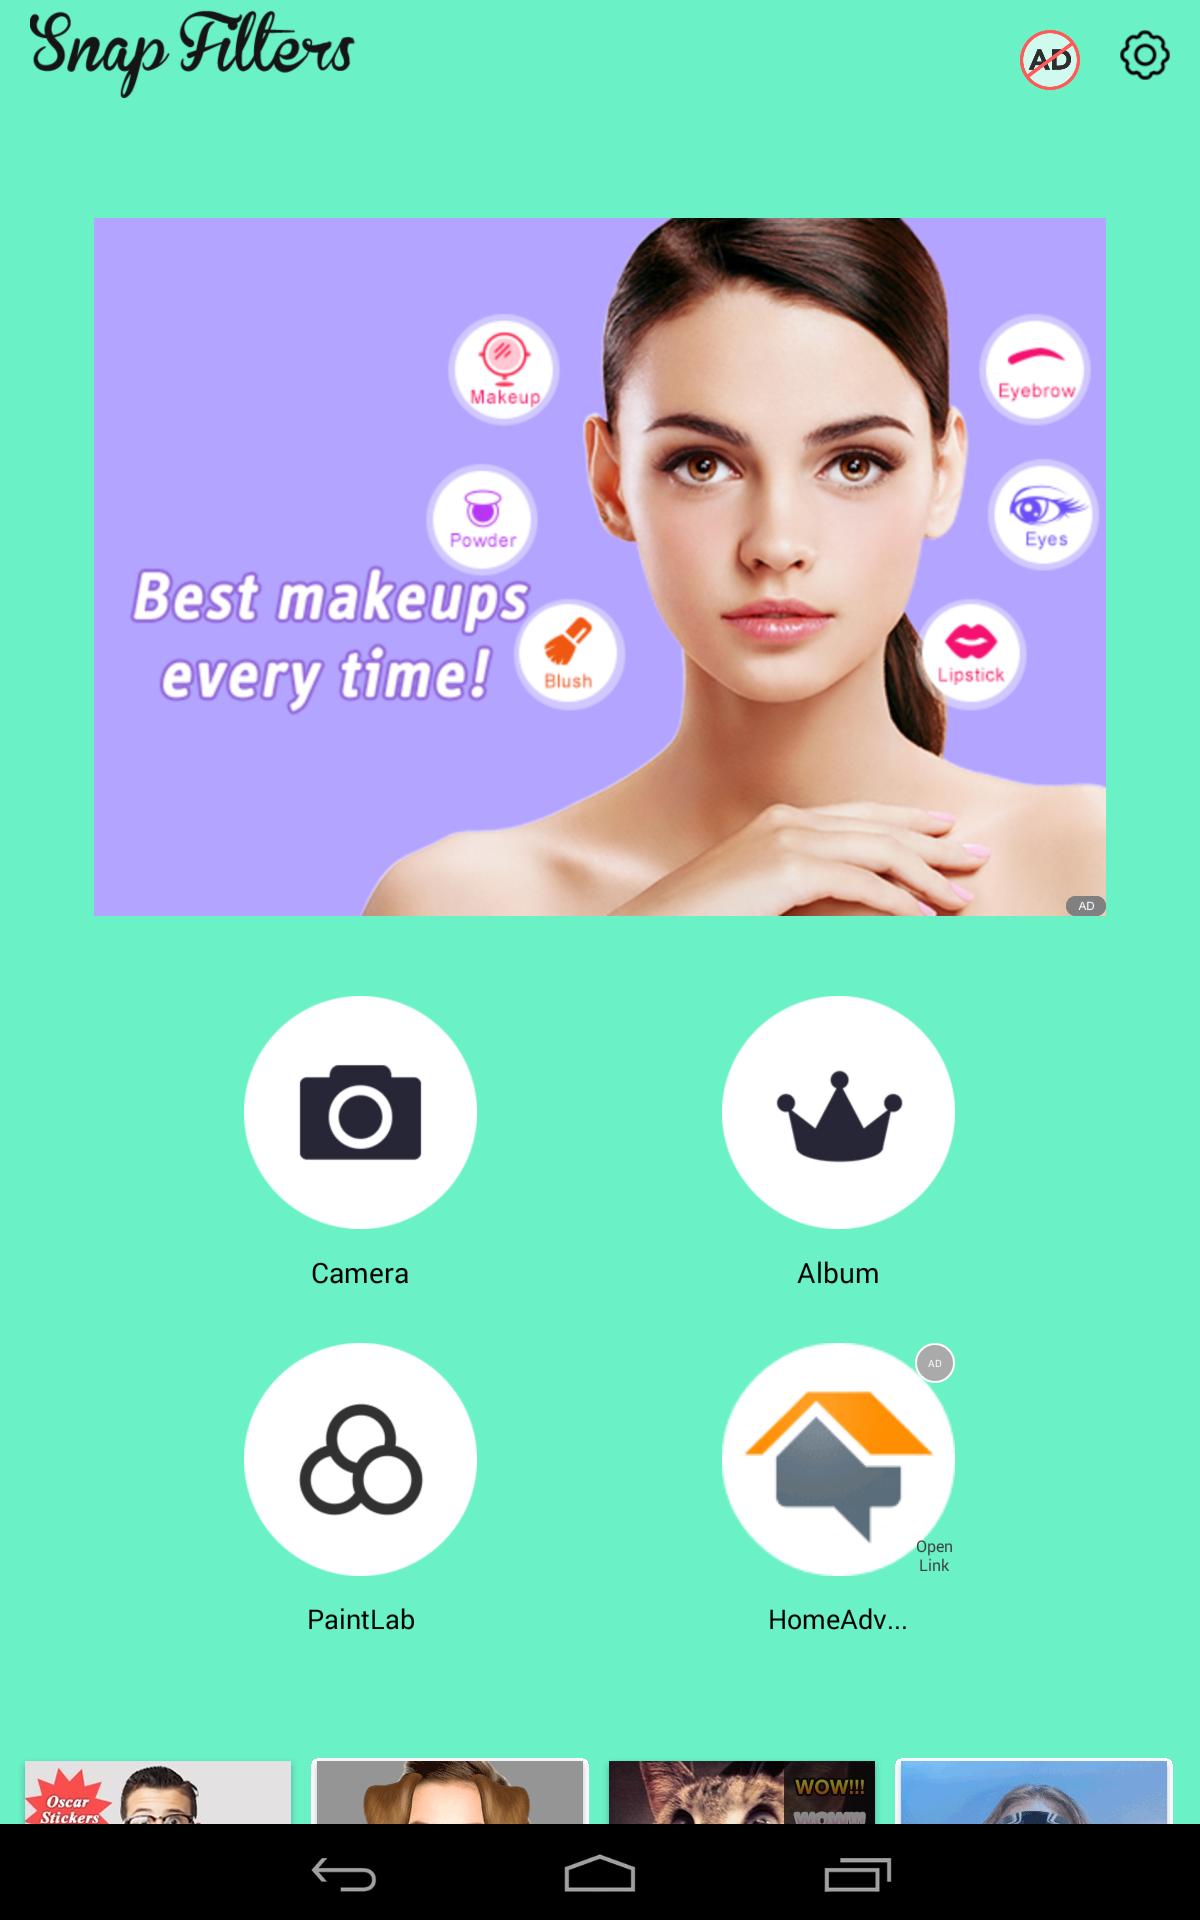 Snap Filters
AD
Makeup
Eyebrow
Powder
Eyes
Best makeups
every time!
Blush
Lipstick
AD
Camera
Album
AD
Open
Link
PaintLab
HomeAdv...
Oscar
Stickers
WOW!!!